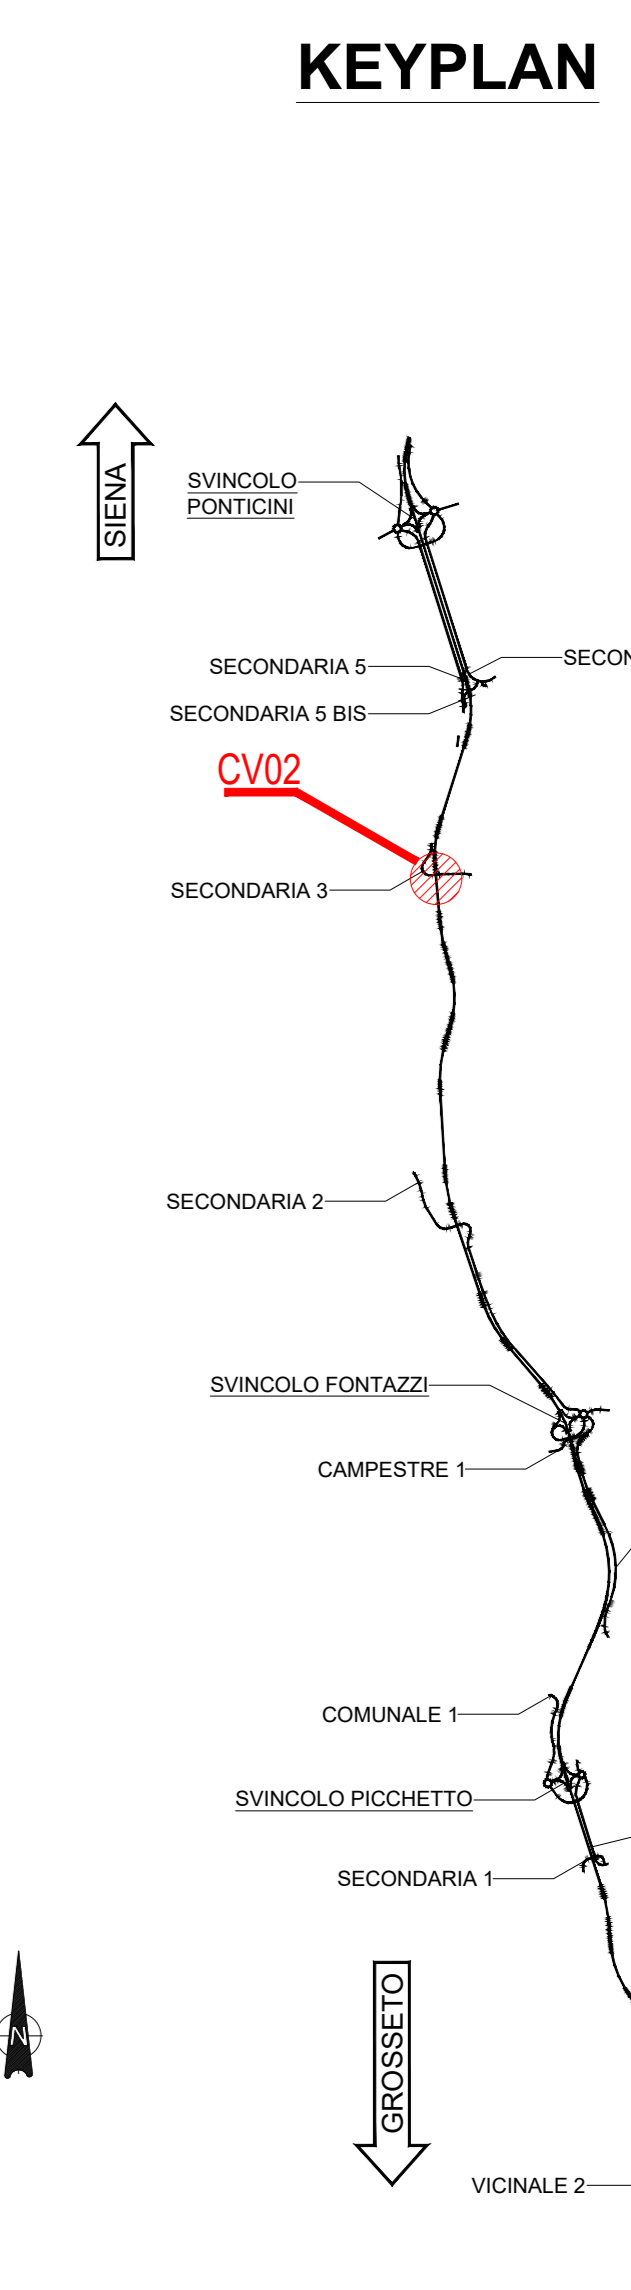 KEYPLAN
SIENA
SVINCOLO
PONTICINI
SECONDARIA 5
SECON
SECONDARIA 5 BIS
CV02
SECONDARIA 3
SECONDARIA 2
SVINCOLO FONTAZZI
CAMPESTRE 1
COMUNALE 1
SVINCOLO PICCHETTO
SECONDARIA 1
N
GROSSETO
VICINALE 2